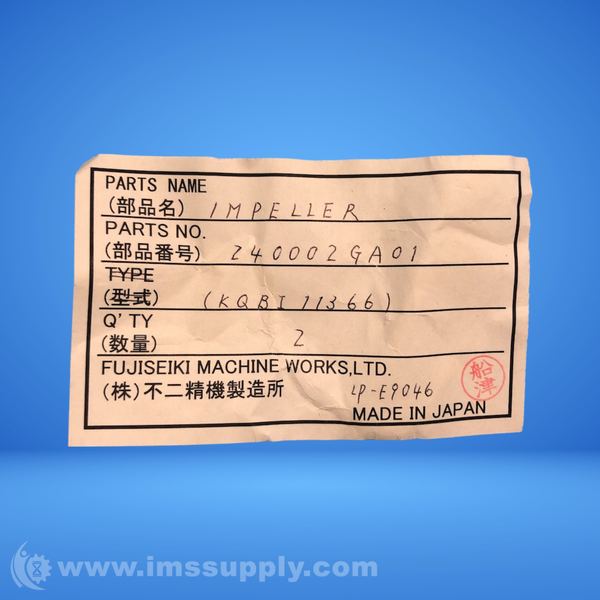 PARTS NAME
(部品名) IMPELLER
PARTS NO.
(部品番号) 240002GA01
TYPE
(型式) (KQBI 11366)
Q'TY
(数量) 2
FUJISEIKI MACHINE WORKS,LTD.
(株)不二精機製造所 LP-E9046
船津
MADE IN JAPAN
www.imssupply.com